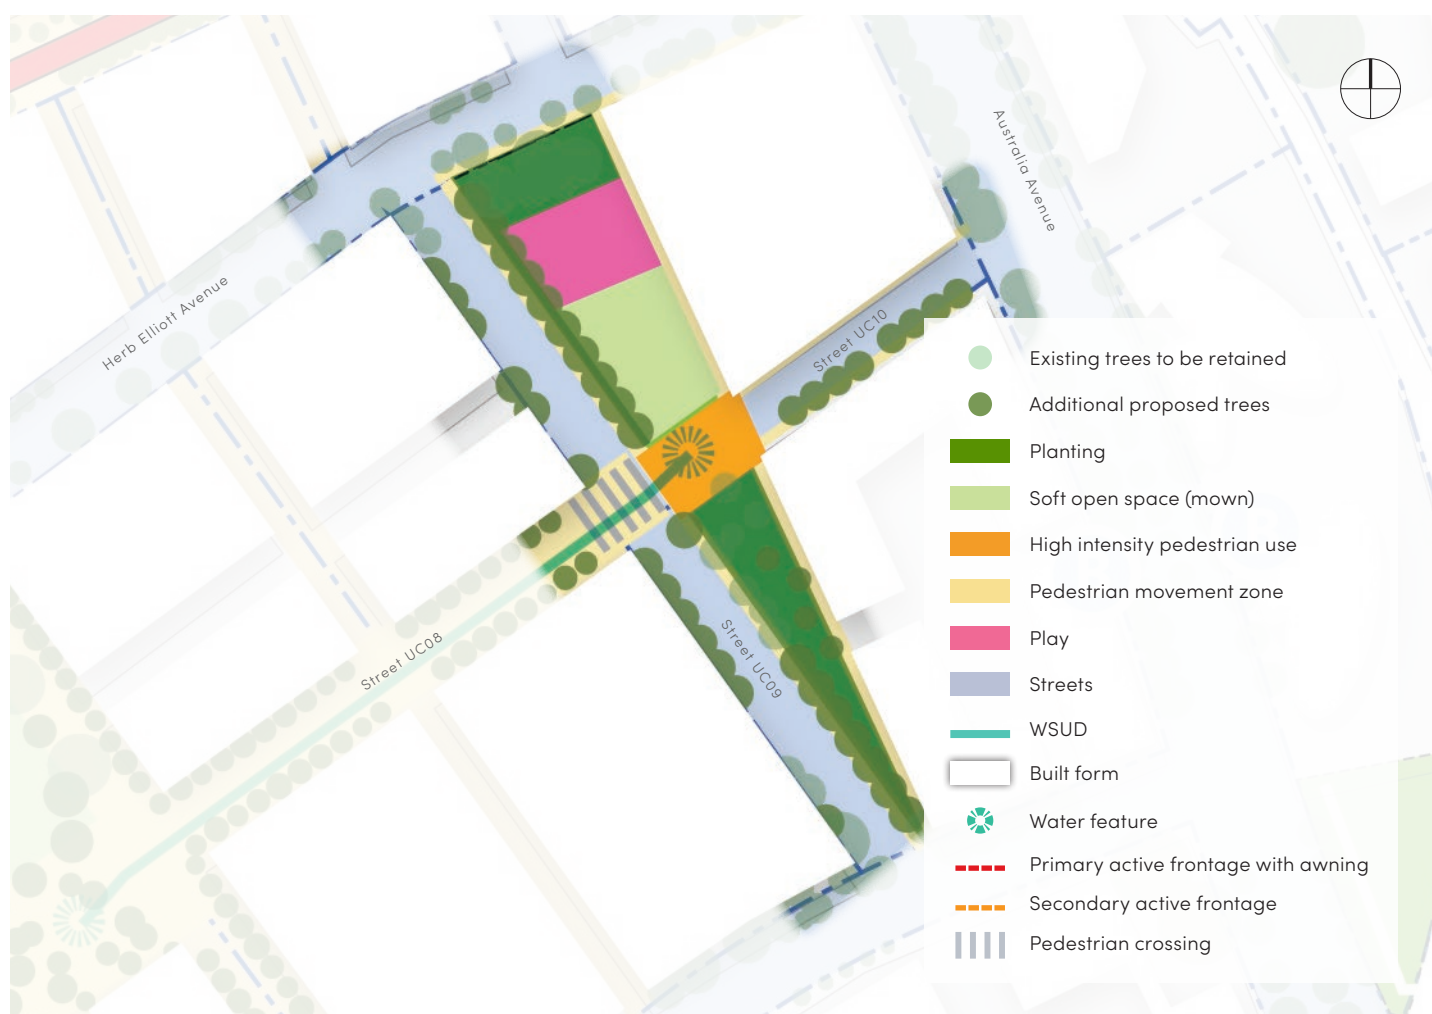 Australia Avenue
Herb Elliott Avenue
Street UC10
Street UC08
Street UC09
Existing trees to be retained
Additional proposed trees
Planting
Soft open space (mown)
High intensity pedestrian use
Pedestrian movement zone
Play
Streets
WSUD
Built form
Water feature
Primary active frontage with awning
Secondary active frontage
Pedestrian crossing